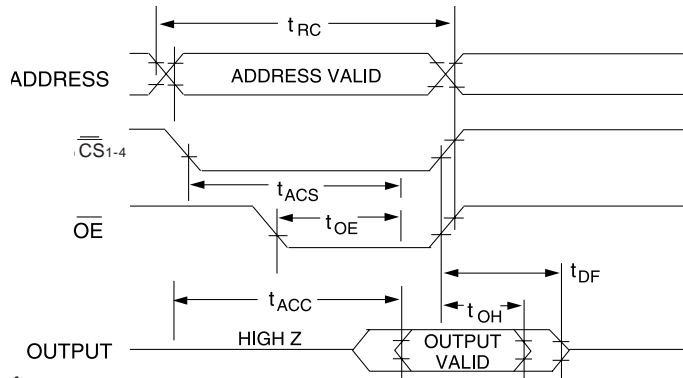 tRC
ADDRESS
ADDRESS VALID
CS1-4
tACS
OE
tOE
tDF
tACC
tOH
OUTPUT
HIGH Z
OUTPUT
VALID